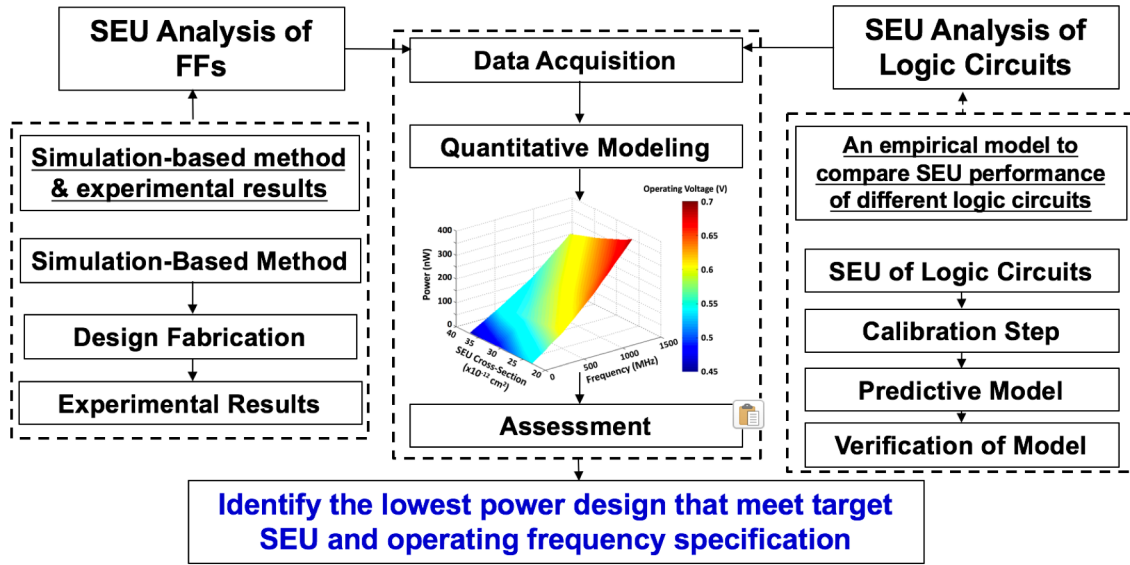 SEU Analysis of
FFs
Simulation-based method
& experimental results
Simulation-Based Method
Design Fabrication
Experimental Results
Data Acquisition
Quantitative Modeling
Operating Voltage (V)
0.7
0.65
0.6
0.55
0.5
0.45
Power (nW)
400
300
200
100
0
40
35
30
25
20
SEU Cross-Section
(x10⁻¹² cm²)
0
500
1000
1500
Frequency (MHz)
Assessment
SEU Analysis of
Logic Circuits
An empirical model to
compare SEU performance
of different logic circuits
SEU of Logic Circuits
Calibration Step
Predictive Model
Verification of Model
Identify the lowest power design that meet target
SEU and operating frequency specification